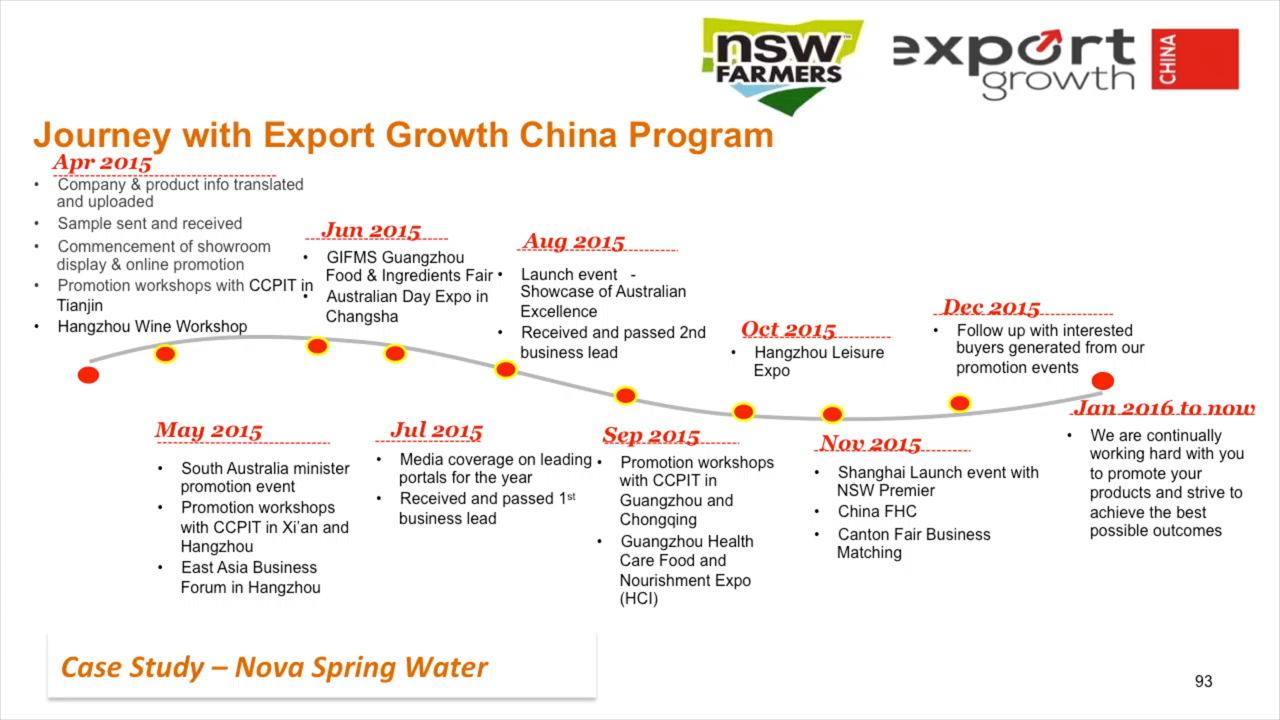 nsw
FARMERS
export
growth
CHINA
Journey with Export Growth China Program
Apr 2015
• Company & product info translated
and uploaded
• Sample sent and received
• Commencement of showroom
display & online promotion
• Promotion workshops with CCPIT in
Tianjin
• Hangzhou Wine Workshop
May 2015
• South Australia minister
promotion event
• Promotion workshops
with CCPIT in Xi'an and
Hangzhou
• East Asia Business
Forum in Hangzhou
Jun 2015
• GIFMS Guangzhou
Food & Ingredients Fair
• Australian Day Expo in
Changsha
Jul 2015
• Media coverage on leading
portals for the year
• Received and passed 1st
business lead
Aug 2015
• Launch event -
Showcase of Australian
Excellence
• Received and passed 2nd
business lead
Sep 2015
• Promotion workshops
with CCPIT in
Guangzhou and
Chongqing
• Guangzhou Health
Care Food and
Nourishment Expo
(HCI)
Oct 2015
• Hangzhou Leisure
Expo
Nov 2015
• Shanghai Launch event with
NSW Premier
• China FHC
• Canton Fair Business
Matching
Dec 2015
• Follow up with interested
buyers generated from our
promotion events
Jan 2016 to now
• We are continually
working hard with you
to promote your
products and strive to
achieve the best
possible outcomes
Case Study – Nova Spring Water
93